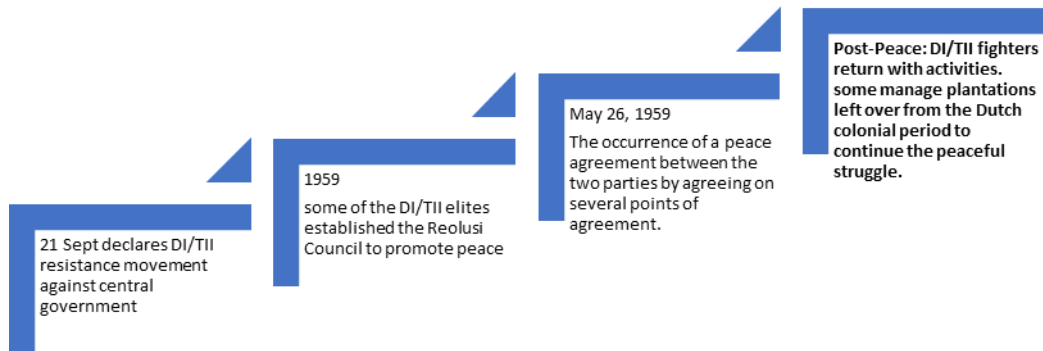 21 Sept declares DI/TII
resistance movement
against central
government
1959
some of the DI/TII elites
established the Reolusi
Council to promote peace
May 26, 1959
The occurrence of a peace
agreement between the
two parties by agreeing on
several points of
agreement.
Post-Peace: DI/TII fighters
return with activities.
some manage plantations
left over from the Dutch
colonial period to
continue the peaceful
struggle.